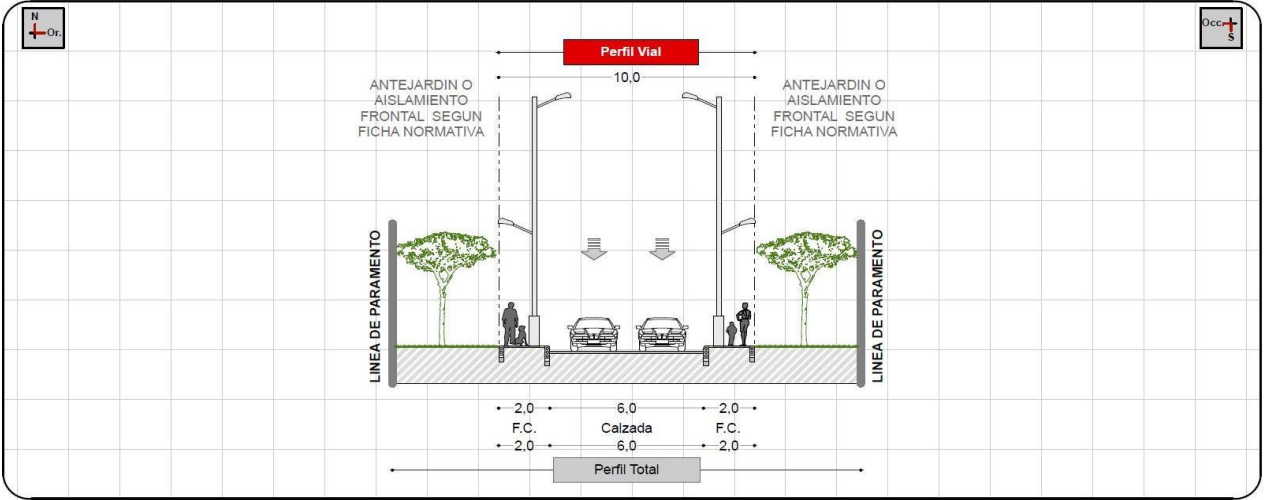 N
Or.
Occ.
S
Perfil Vial
10,0
ANTEJARDIN O
AISLAMIENTO
FRONTAL SEGUN
FICHA NORMATIVA
ANTEJARDIN O
AISLAMIENTO
FRONTAL SEGUN
FICHA NORMATIVA
LINEA DE PARAMENTO
LINEA DE PARAMENTO
2,0 6,0 2,0
F.C. Calzada F.C.
2,0 6,0 2,0
Perfil Total